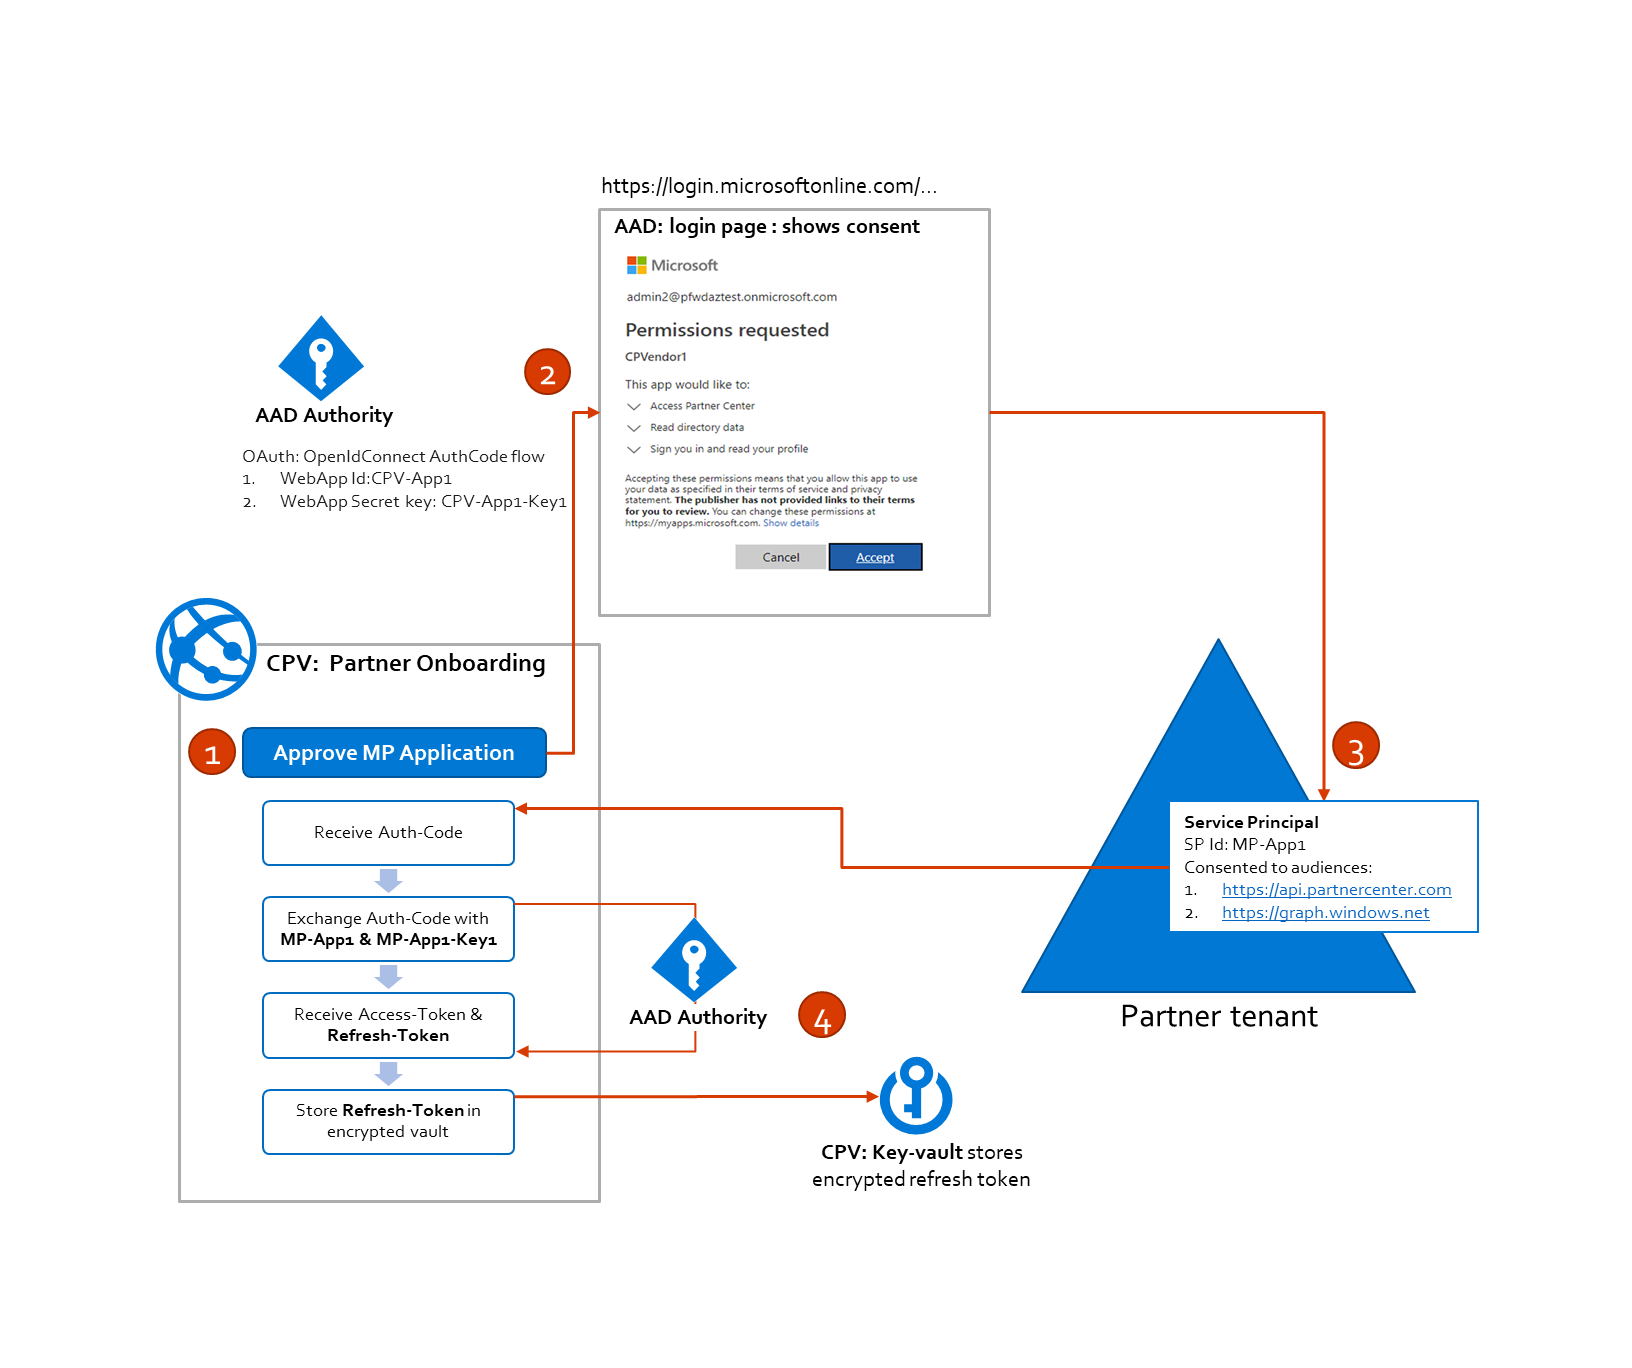 https://login.microsoftonline.com/...
AAD: login page : shows consent
Microsoft
admin2@pfwdaztest.onmicrosoft.com
Permissions requested
CPVendor1
This app would like to:
Access Partner Center
Read directory data
Sign you in and read your profile
Accepting these permissions means that you allow this app to use
your data as specified in their terms of service and privacy
statement. The publisher has not provided links to their terms
for you to review. You can change these permissions at
https://myapps.microsoft.com. Show details
Cancel
Accept
2
AAD Authority
OAuth: OpenIdConnect AuthCode flow
1. WebApp Id:CPV-App1
2. WebApp Secret key: CPV-App1-Key1
CPV: Partner Onboarding
1
Approve MP Application
Receive Auth-Code
Exchange Auth-Code with
MP-App1 & MP-App1-Key1
Receive Access-Token &
Refresh-Token
Store Refresh-Token in
encrypted vault
3
Service Principal
SP Id: MP-App1
Consented to audiences:
1. https://api.partnercenter.com
2. https://graph.windows.net
Partner tenant
AAD Authority
4
CPV: Key-vault stores
encrypted refresh token